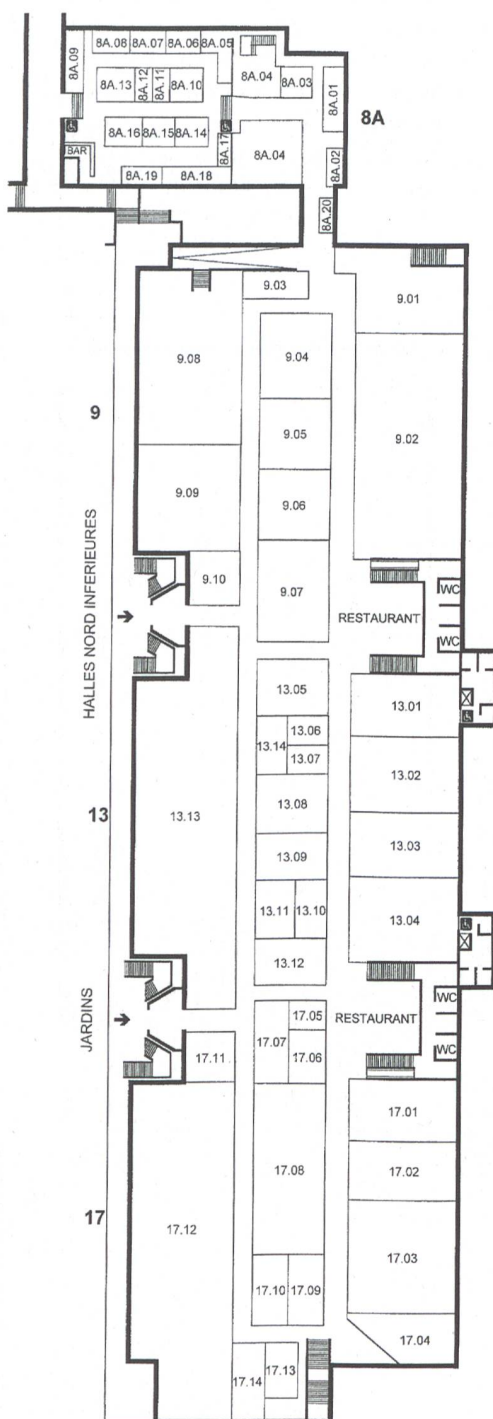 8A.09
8A.08
8A.07
8A.06
8A.05
8A.04
8A.03
8A.01
8A.13
8A.12
8A.11
8A.10
8A
8A.16
8A.15
8A.14
8A.17
8A.04
8A.02
BAR
8A.19
8A.18
8A.20
9.03
9.01
9.08
9.04
9
9.05
9.02
9.09
9.06
9.10
9.07
HALLES NORD INFERIEURES
RESTAURANT
WC
WC
13.05
13.01
13.14
13.06
13.07
13.02
13
13.13
13.08
13.09
13.03
13.11
13.10
13.04
13.12
JARDINS
17.07
17.05
RESTAURANT
WC
17.11
17.06
WC
17.01
17.02
17
17.12
17.08
17.03
17.10
17.09
17.04
17.14
17.13